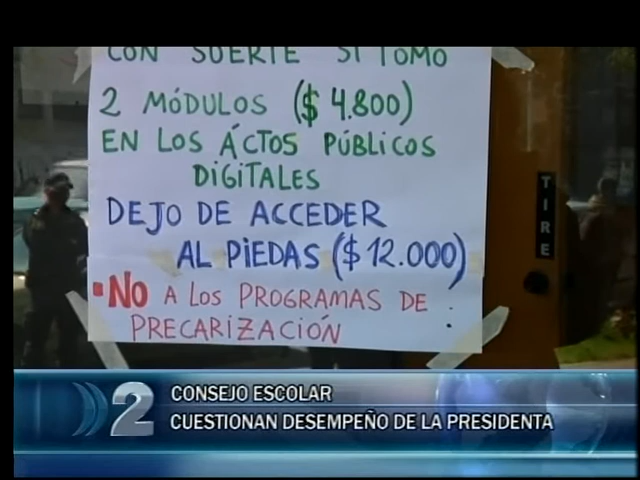 CON SUERTE SI TOMO
2 MÓDULOS ($ 4.800)
EN LOS ÁCTOS PÚBLICOS
DIGITALES
DEJO DE ACCEDER
AL PIEDAS ($ 12.000)
▪ NO A LOS PROGRAMAS DE :
PRECARIZACIÓN
TIRE
2
CONSEJO ESCOLAR
CUESTIONAN DESEMPEÑO DE LA PRESIDENTA